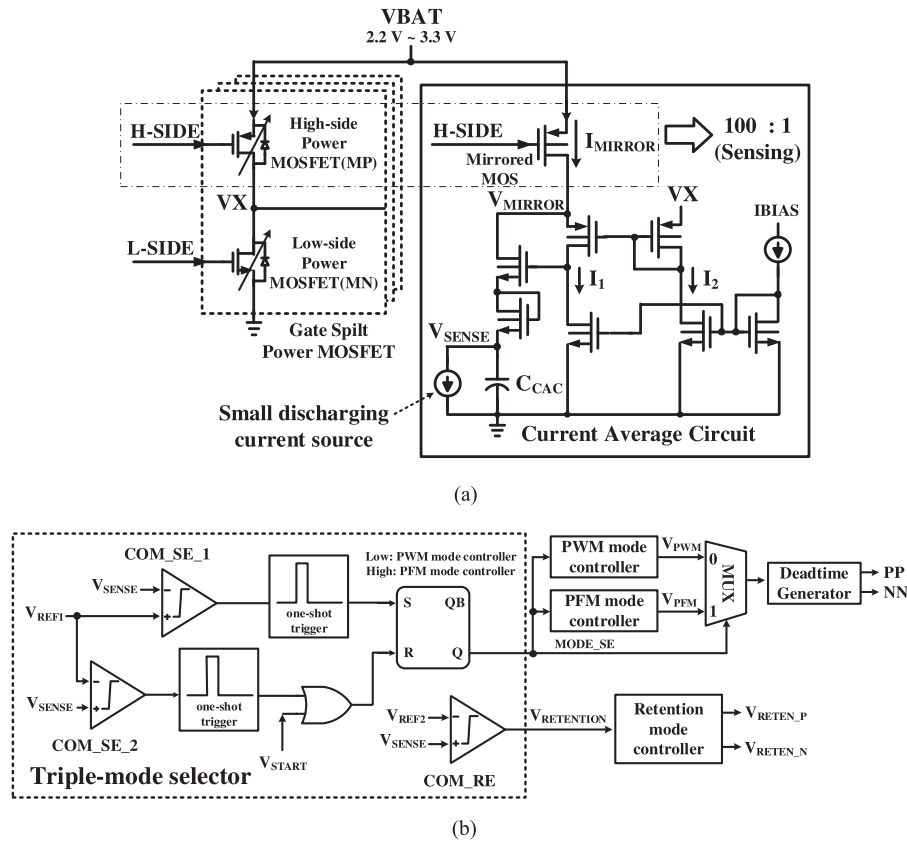 VBAT
2.2 V ~ 3.3 V
H-SIDE
High-side
Power
MOSFET(MP)
VX
L-SIDE
Low-side
Power
MOSFET(MN)
Gate Spilt
Power MOSFET
H-SIDE
Mirrored
MOS
IMIRROR
100 : 1
(Sensing)
VMIRROR
VX
IBIAS
I1
I2
VSENSE
CCAC
Small discharging
current source
Current Average Circuit
(a)
COM_SE_1
VSENSE
VREF1
one-shot
trigger
Low: PWM mode controller
High: PFM mode controller
S
QB
R
Q
VSENSE
COM_SE_2
one-shot
trigger
VSTART
Triple-mode selector
VREF2
VSENSE
COM_RE
PWM mode
controller
VPWM
PFM mode
controller
VPFM
MODE_SE
0
MUX
1
Deadtime
Generator
PP
NN
VRETENTION
Retention
mode
controller
VRETEN_P
VRETEN_N
(b)